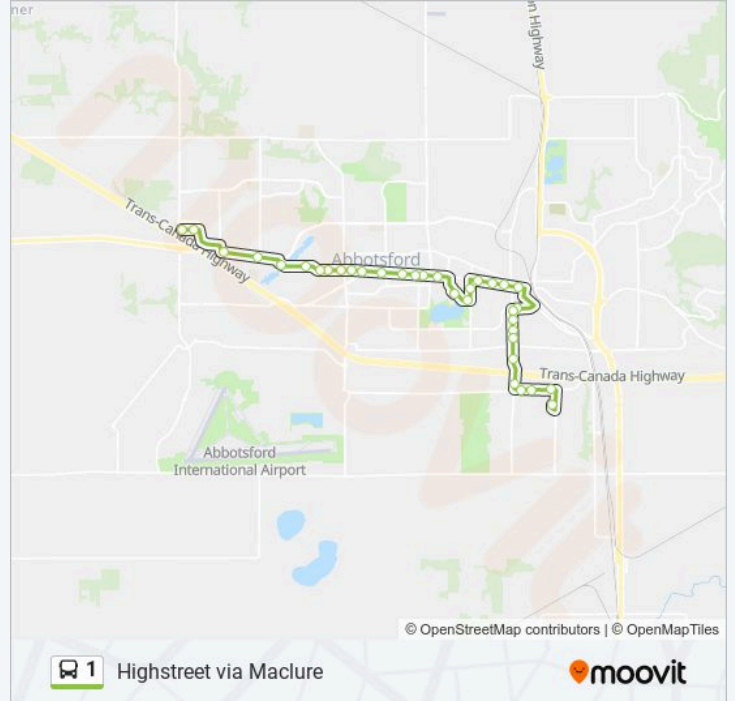 ner
n Highway
Trans-Canada Highway
Abbotsford
Trans-Canada Highway
Abbotsford
International Airport
© OpenStreetMap contributors | © OpenMapTiles
1 Highstreet via Maclure
moovit
moovit